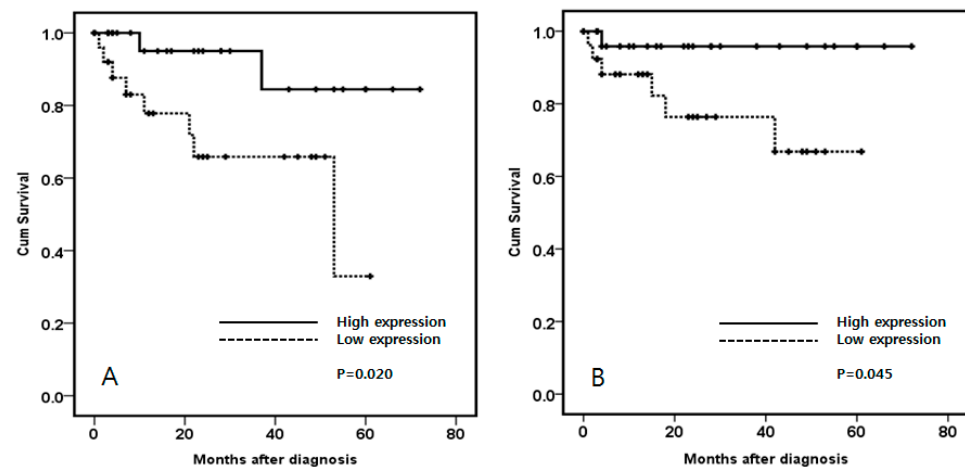 1.0
0.8
0.6
0.4
0.2
0.0
Cum Survival
High expression
Low expression
P=0.020
A
0 20 40 60 80
Months after diagnosis
1.0
0.8
0.6
0.4
0.2
0.0
Cum Survival
High expression
Low expression
P=0.045
B
0 20 40 60 80
Months after diagnosis